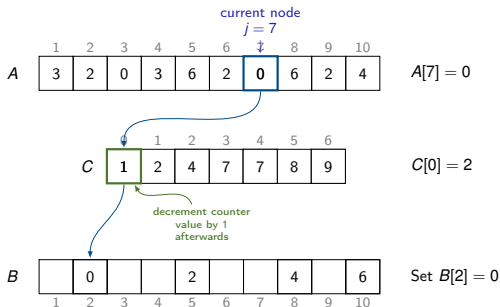 current node
j = 7
1 2 3 4 5 6 7 8 9 10
A 3 2 0 3 6 2 0 6 2 4 A[7] = 0
0 1 2 3 4 5 6
C 1 2 4 7 7 8 9 C[0] = 2
decrement counter
value by 1
afterwards
B 0 2 4 6 Set B[2] = 0
1 2 3 4 5 6 7 8 9 10